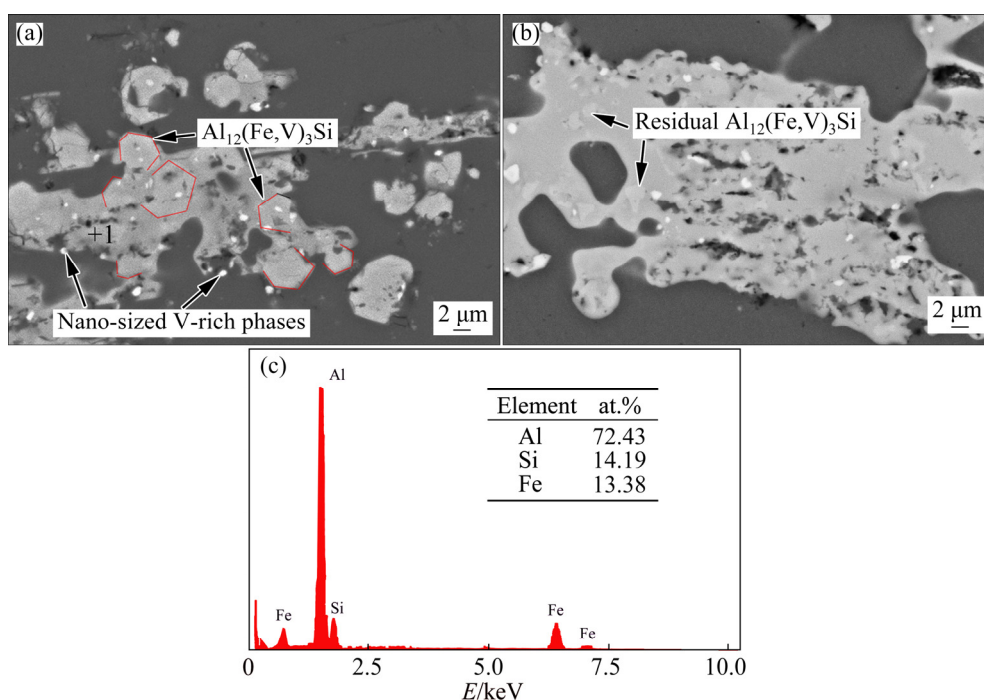 (a)
Al₁₂(Fe,V)₃Si
+1
Nano-sized V-rich phases
2 μm
(b)
Residual Al₁₂(Fe,V)₃Si
2 μm
(c)
Al
Element at.%
Al 72.43
Si 14.19
Fe 13.38
Fe
Si
Fe
Fe
0 2.5 5.0 7.5 10.0
E/keV